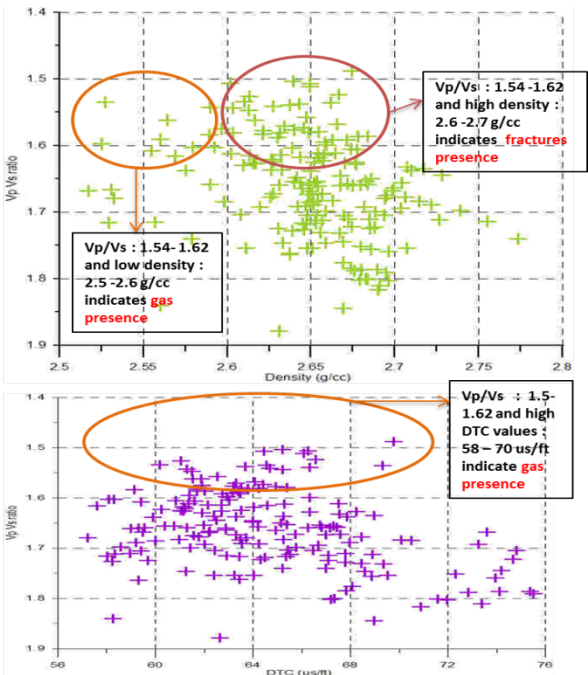 1.4
1.5
1.6
1.7
1.8
1.9
Vp Vs ratio
2.5
2.55
2.6
2.65
2.7
2.75
2.8
Density (g/cc)
Vp/Vs : 1.54 -1.62
and high density :
2.6 -2.7 g/cc
indicates fractures
presence
Vp/Vs : 1.54- 1.62
and low density :
2.5 -2.6 g/cc
indicates gas
presence
1.4
1.5
1.6
1.7
1.8
1.9
Vp Vs ratio
56
60
64
68
72
76
DTC (us/ft)
Vp/Vs : 1.5-
1.62 and high
DTC values :
58 – 70 us/ft
indicate gas
presence